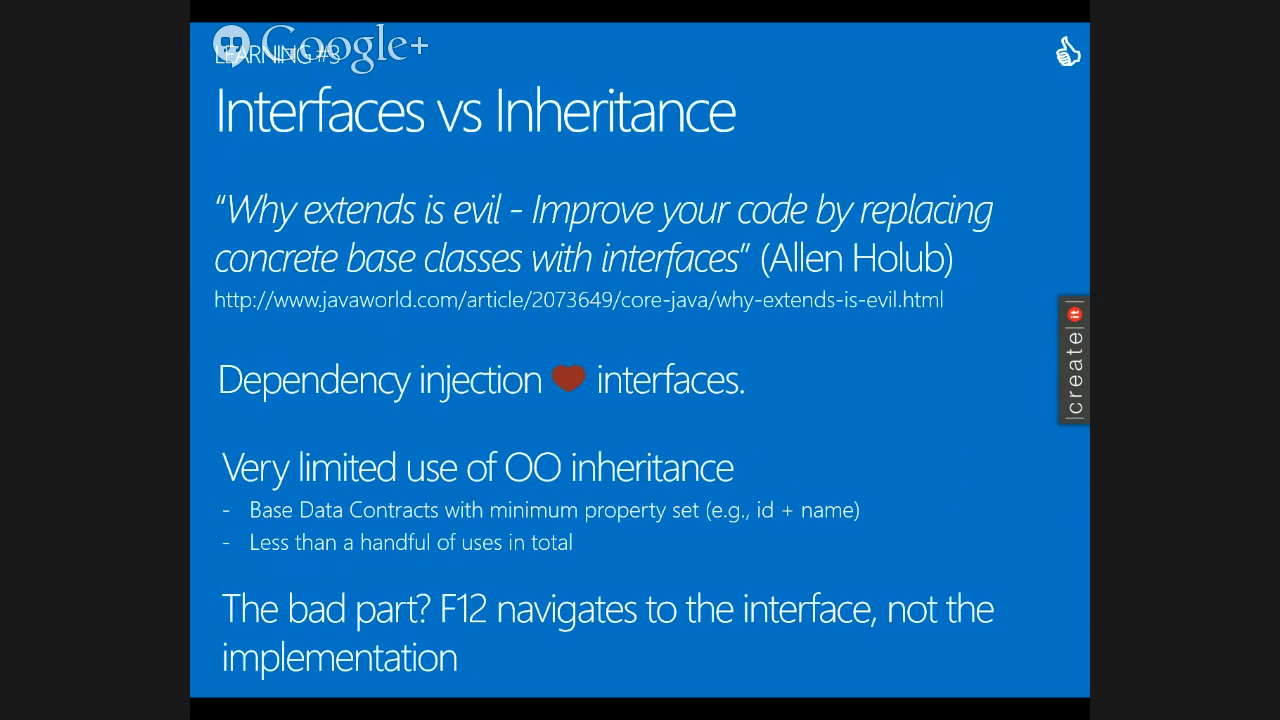 Google+
LEARNING #3
Interfaces vs Inheritance
“Why extends is evil - Improve your code by replacing
concrete base classes with interfaces” (Allen Holub)
http://www.javaworld.com/article/2073649/core-java/why-extends-is-evil.html
Dependency injection interfaces.
Very limited use of OO inheritance
- Base Data Contracts with minimum property set (e.g., id + name)
- Less than a handful of uses in total
The bad part? F12 navigates to the interface, not the
implementation
|create|it|